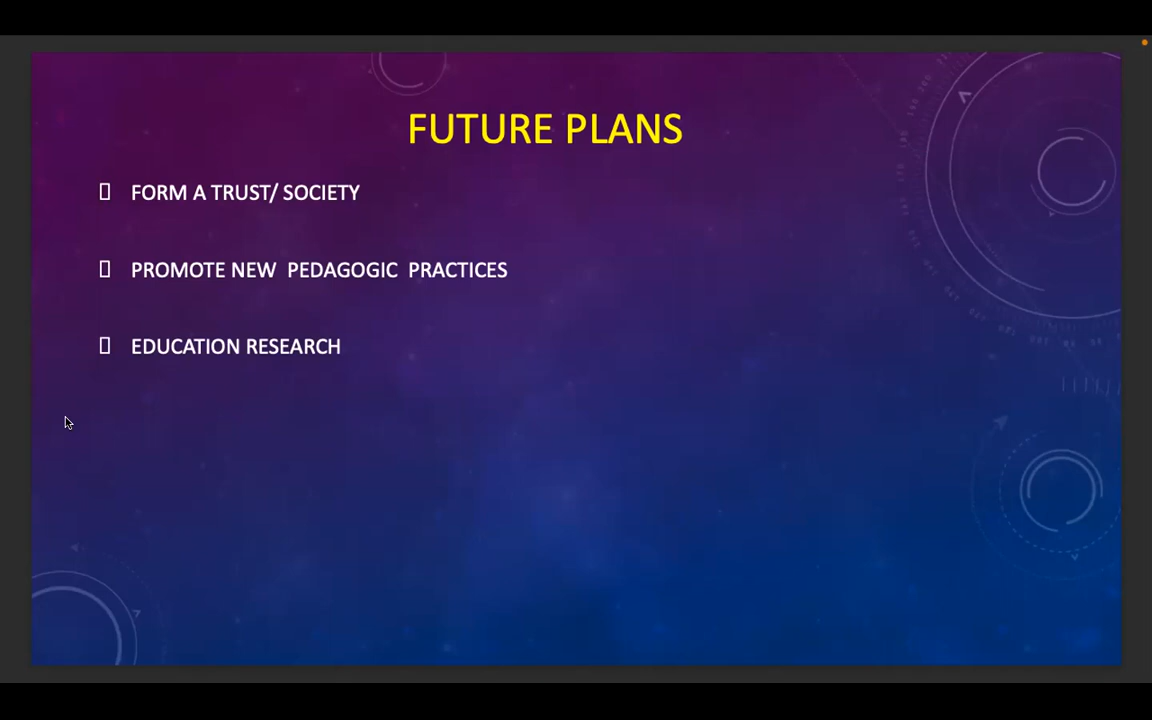 FUTURE PLANS
FORM A TRUST/ SOCIETY
PROMOTE NEW PEDAGOGIC PRACTICES
EDUCATION RESEARCH